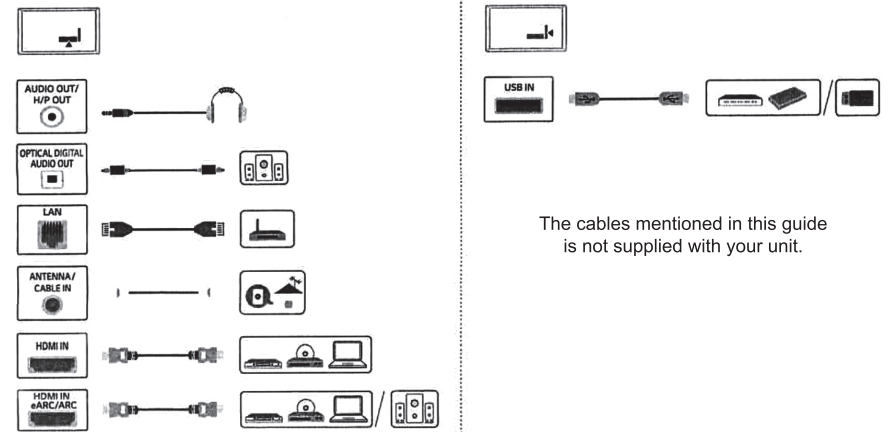 AUDIO OUT/
H/P OUT
OPTICAL DIGITAL
AUDIO OUT
LAN
ANTENNA/
CABLE IN
HDMI IN
HDMI IN
eARC/ARC
USB IN
The cables mentioned in this guide
is not supplied with your unit.